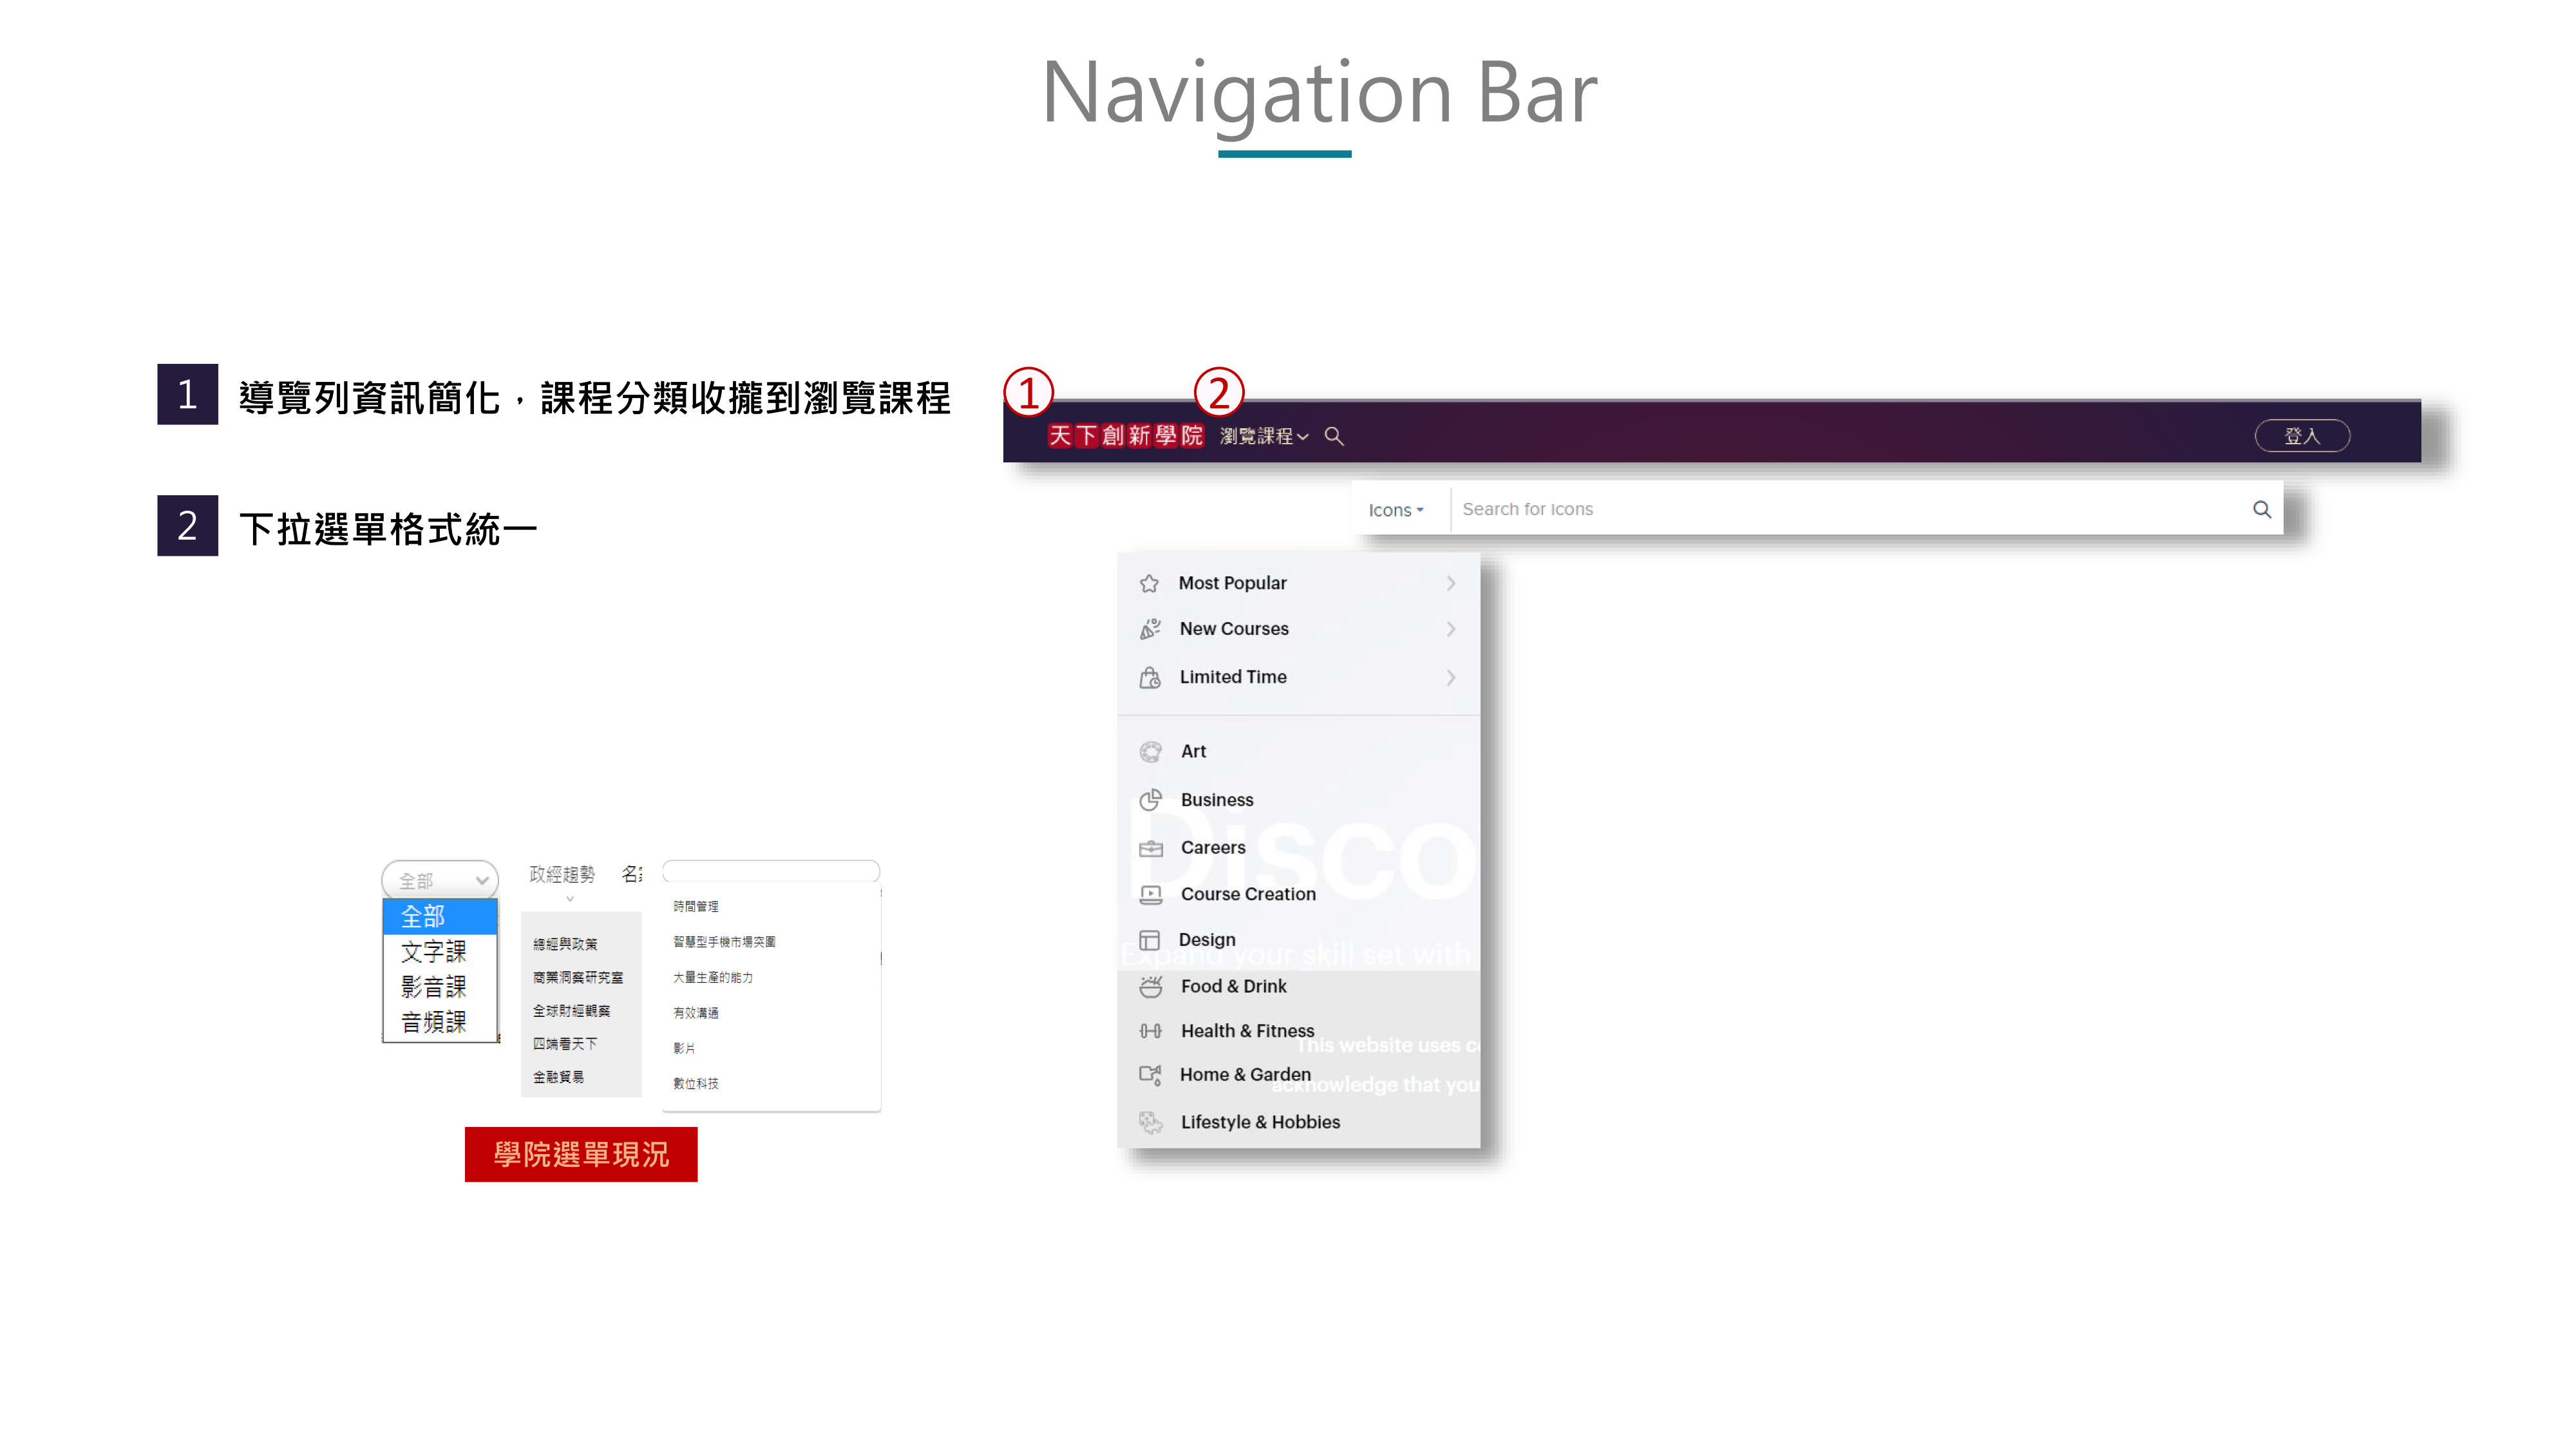 Navigation Bar
1 導覽列資訊簡化，課程分類收攏到瀏覽課程
2 下拉選單格式統一
全部
全部
文字課
影音課
音頻課
政經趨勢 名
總經與政策
商業洞察研究室
全球財經觀察
四端看天下
金融貿易
時間管理
智慧型手機市場突圍
大量生產的能力
有效溝通
影片
數位科技
學院選單現況
1 2
天下創新學院 瀏覽課程 登入
Icons Search for Icons
Most Popular
New Courses
Limited Time
Art
Business
Disco
Careers
Course Creation
Design
Expand your skill set with
Food & Drink
Health & Fitness
This website uses c
Home & Garden
acknowledge that you
Lifestyle & Hobbies